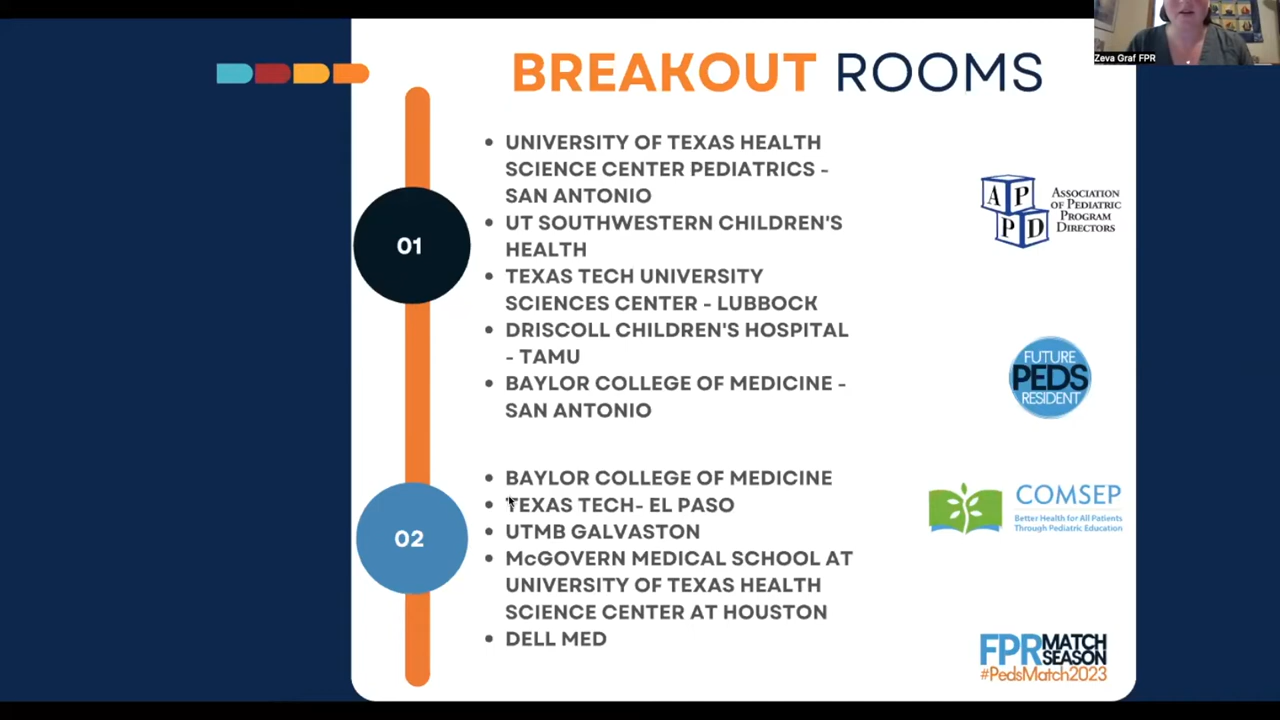 BREAKOUT ROOMS
Zeva Graf FPR
01
• UNIVERSITY OF TEXAS HEALTH
SCIENCE CENTER PEDIATRICS -
SAN ANTONIO
• UT SOUTHWESTERN CHILDREN'S
HEALTH
• TEXAS TECH UNIVERSITY
SCIENCES CENTER - LUBBOCK
• DRISCOLL CHILDREN'S HOSPITAL
- TAMU
• BAYLOR COLLEGE OF MEDICINE -
SAN ANTONIO
02
• BAYLOR COLLEGE OF MEDICINE
• TEXAS TECH- EL PASO
• UTMB GALVASTON
• McGOVERN MEDICAL SCHOOL AT
UNIVERSITY OF TEXAS HEALTH
SCIENCE CENTER AT HOUSTON
• DELL MED
A P
P D
ASSOCIATION
OF PEDIATRIC
PROGRAM
DIRECTORS
FUTURE
PEDS
RESIDENT
COMSEP
Better Health for All Patients
Through Pediatric Education
FPR MATCH
SEASON
#PedsMatch2023